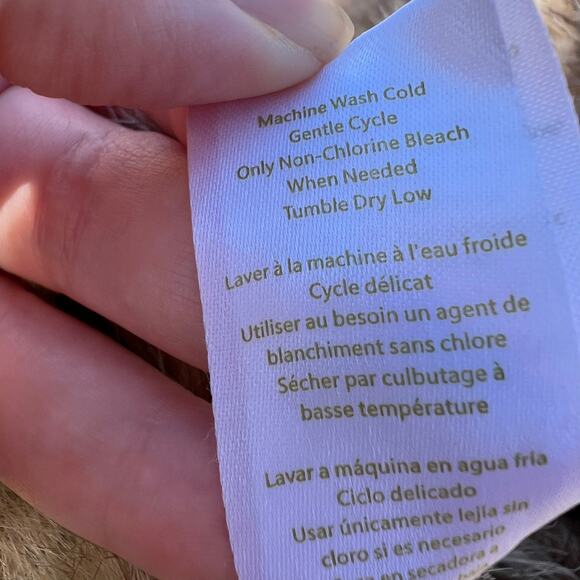 Machine Wash Cold
Gentle Cycle
Only Non-Chlorine Bleach
When Needed
Tumble Dry Low
Laver à la machine à l'eau froide
Cycle délicat
Utiliser au besoin un agent de
blanchiment sans chlore
Sécher par culbutage à
basse température
Lavar a máquina en agua fría
Ciclo delicado
Usar únicamente lejía sin
cloro si es necesario
en secadora a